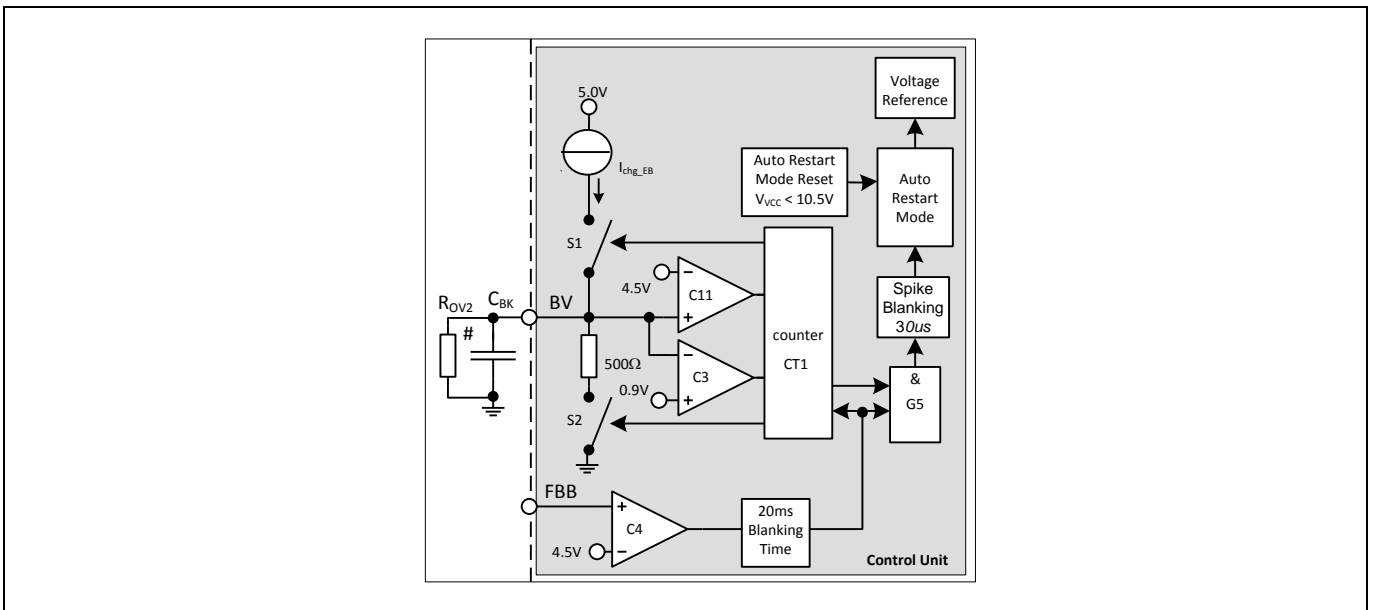 Voltage
Reference
5.0V
Ichg_EB
Auto Restart
Mode Reset
VVCC < 10.5V
Auto
Restart
Mode
S1
4.5V
C11
Spike
Blanking
30us
ROV2
CBK
BV
#
500Ω
counter
CT1
C3
0.9V
&
G5
S2
FBB
C4
4.5V
20ms
Blanking
Time
Control Unit